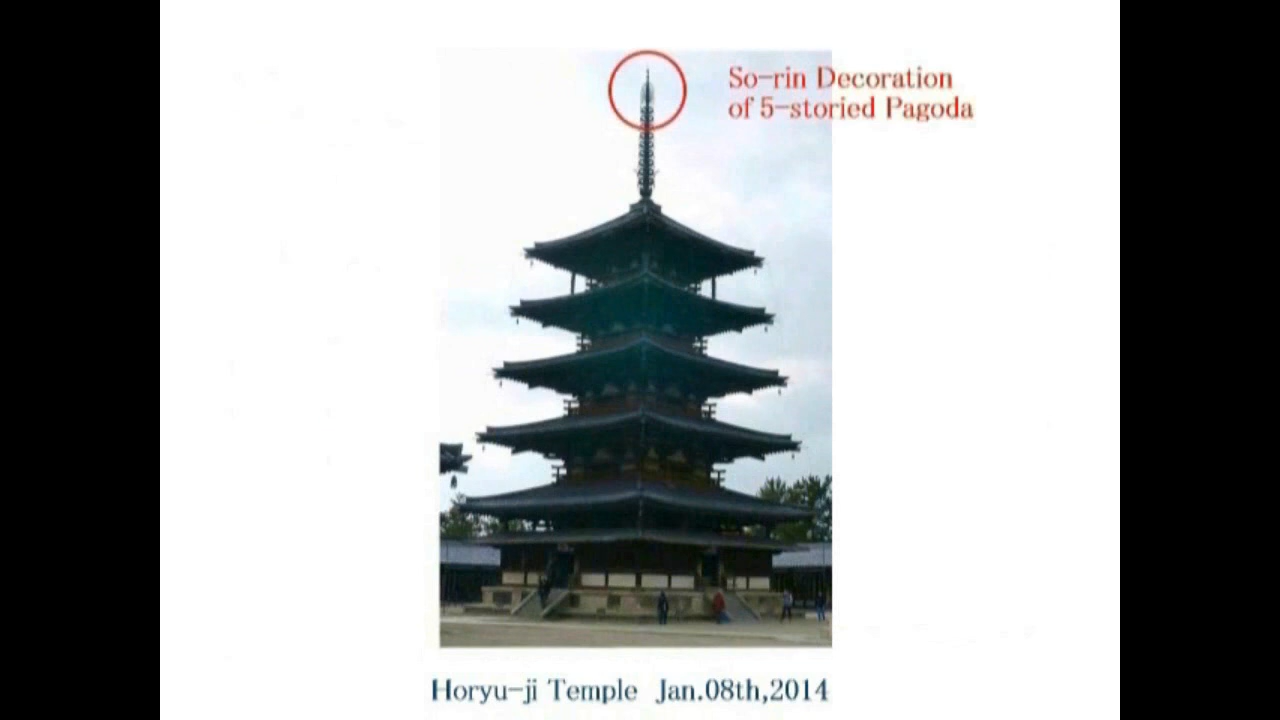 So-rin Decoration
of 5-storied Pagoda
Horyu-ji Temple Jan.08th,2014